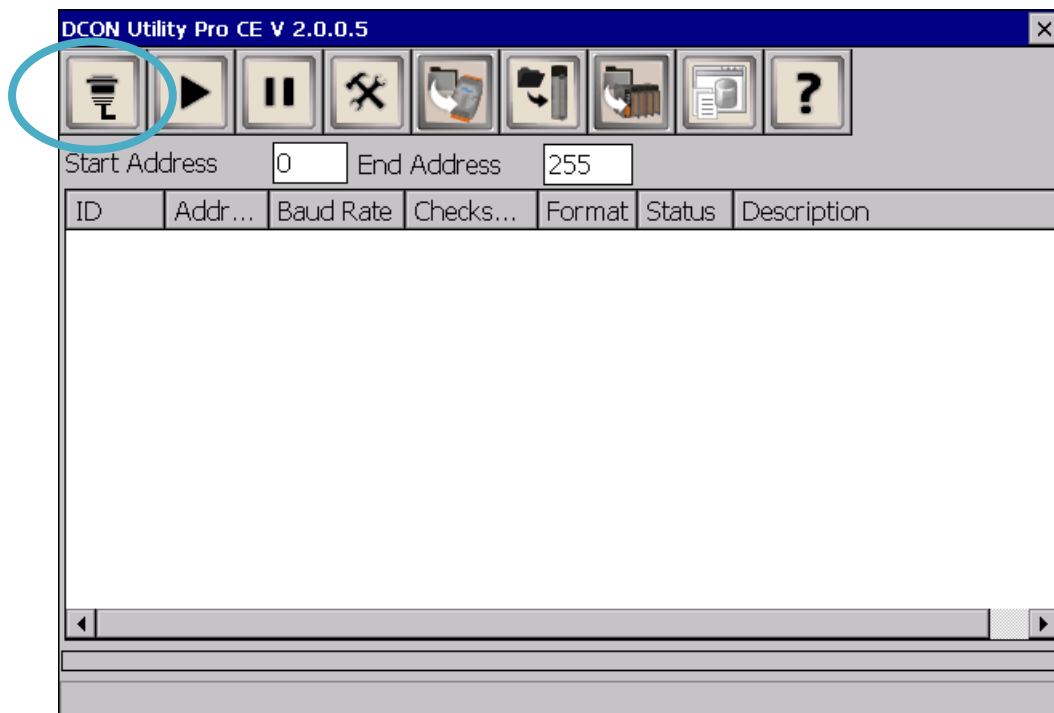 DCON Utility Pro CE V 2.0.0.5
?
Start Address 0 End Address 255
ID Addr... Baud Rate Checks... Format Status Description